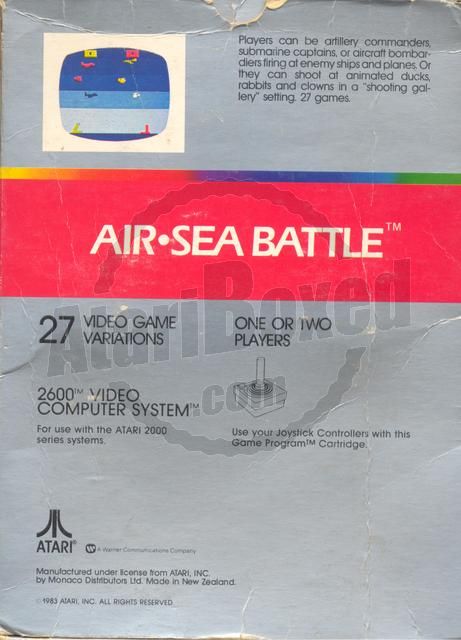 Players can be artillery commanders,
submarine captains, or aircraft bombar-
diers firing at enemy ships and planes. Or
they can shoot at animated ducks,
rabbits and clowns in a "shooting gal-
lery" setting. 27 games.
AIR•SEA BATTLE™
27 VIDEO GAME
VARIATIONS
ONE OR TWO
PLAYERS
2600™ VIDEO
COMPUTER SYSTEM™
For use with the ATARI 2000
series systems.
Use your Joystick Controllers with this
Game Program™ Cartridge.
AtariBoxed
.com
ATARI®
A Warner Communications Company
Manufactured under license from ATARI, INC.
by Monaco Distributors Ltd. Made in New Zealand.
© 1983 ATARI, INC. ALL RIGHTS RESERVED